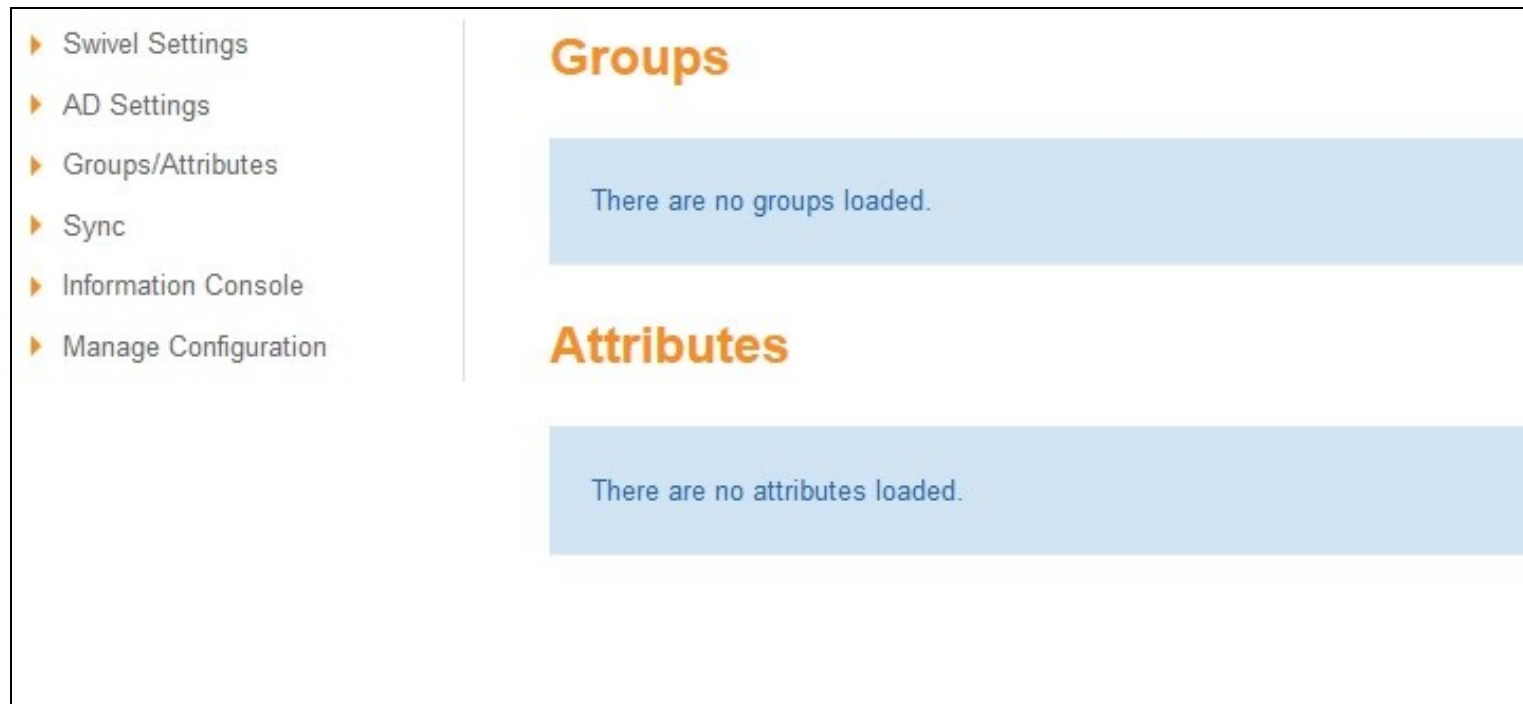 Swivel Settings
AD Settings
Groups/Attributes
Sync
Information Console
Manage Configuration
Groups
There are no groups loaded.
Attributes
There are no attributes loaded.